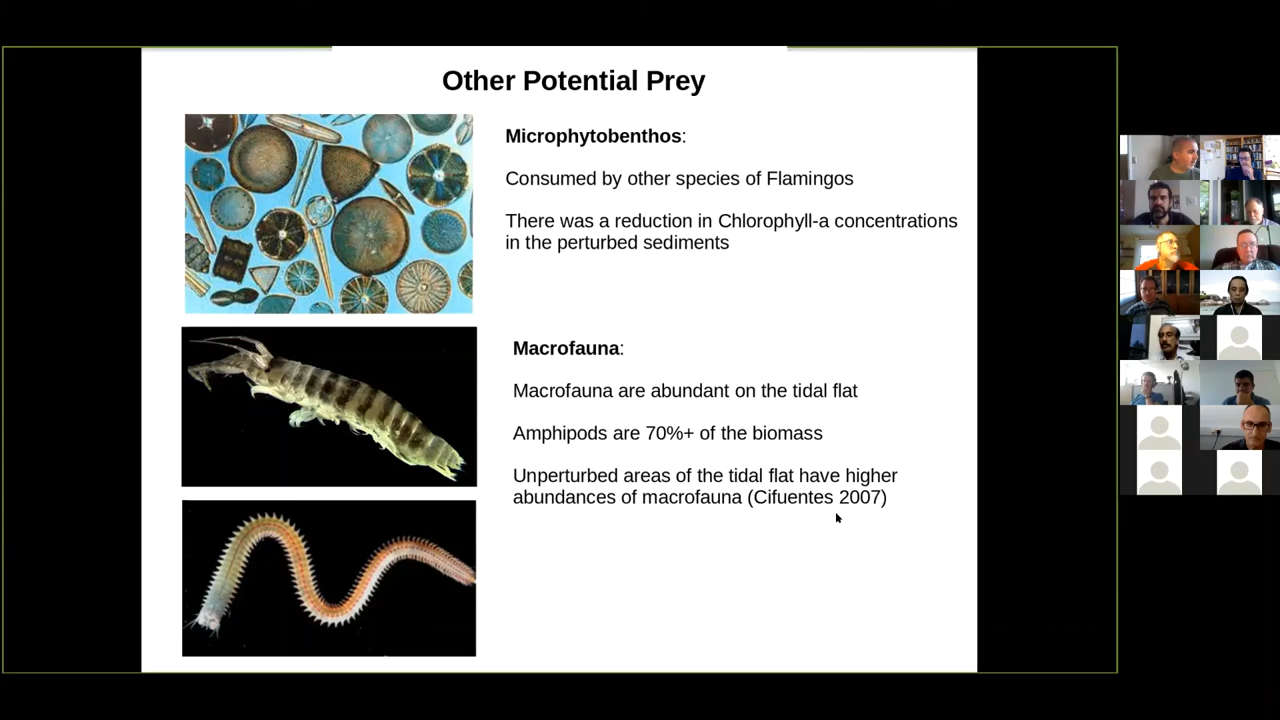 Other Potential Prey
Microphytobenthos:
Consumed by other species of Flamingos
There was a reduction in Chlorophyll-a concentrations
in the perturbed sediments
Macrofauna:
Macrofauna are abundant on the tidal flat
Amphipods are 70%+ of the biomass
Unperturbed areas of the tidal flat have higher
abundances of macrofauna (Cifuentes 2007)